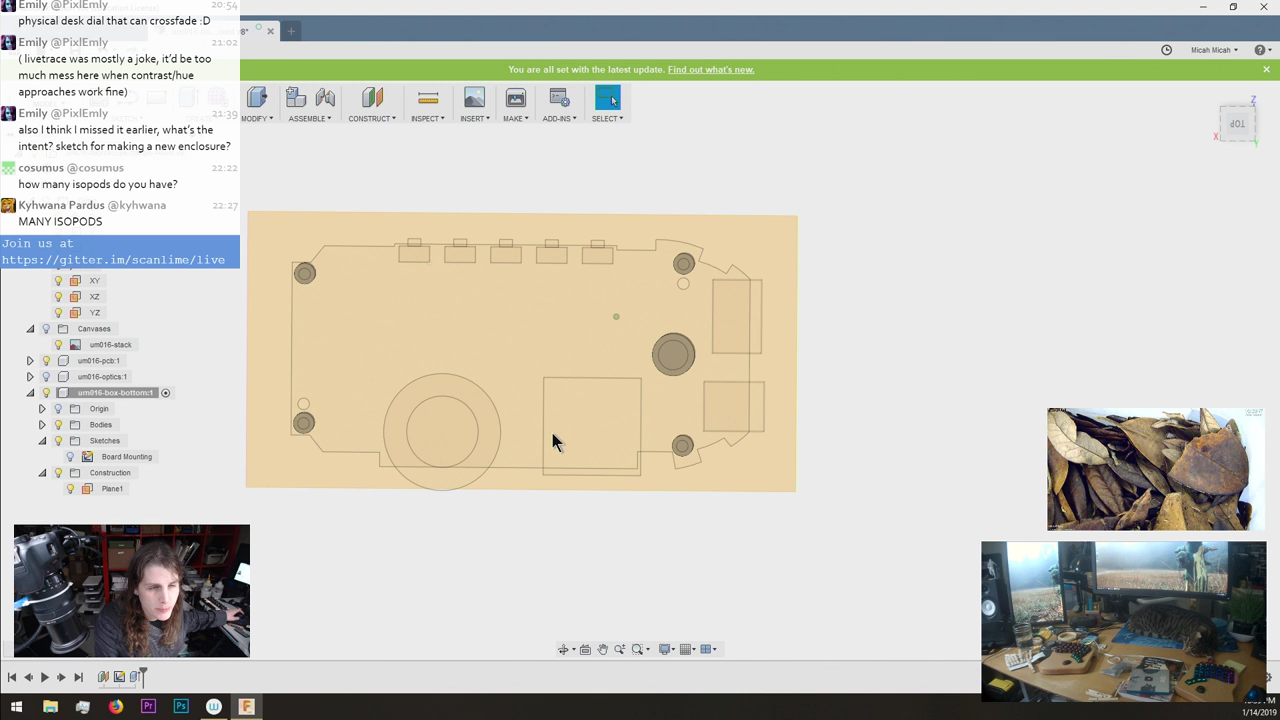 Emily @PixlEmly 20:54
physical desk dial that can crossfade :D
Emily @PixlEmly 21:02
( livetrace was mostly a joke, it'd be too
much mess here when contrast/hue
approaches work fine)
Emily @PixlEmly 21:39
also I think I missed it earlier, what's the
intent? sketch for making a new enclosure?
cosumus @cosumus 22:22
how many isopods do you have?
Kyhwana Pardus @kyhwana 22:27
MANY ISOPODS
Join us at
https://gitter.im/scanlime/live
Micah Micah
You are all set with the latest update. Find out what's new.
MODIFY ASSEMBLE CONSTRUCT INSPECT INSERT MAKE ADD-INS SELECT
Z
TOP
X
Y
XY
XZ
YZ
Canvases
um016-stack
um016-pcb:1
um016-optics:1
um016-box-bottom:1
Origin
Bodies
Sketches
Board Mounting
Construction
Plane1
1/14/2019